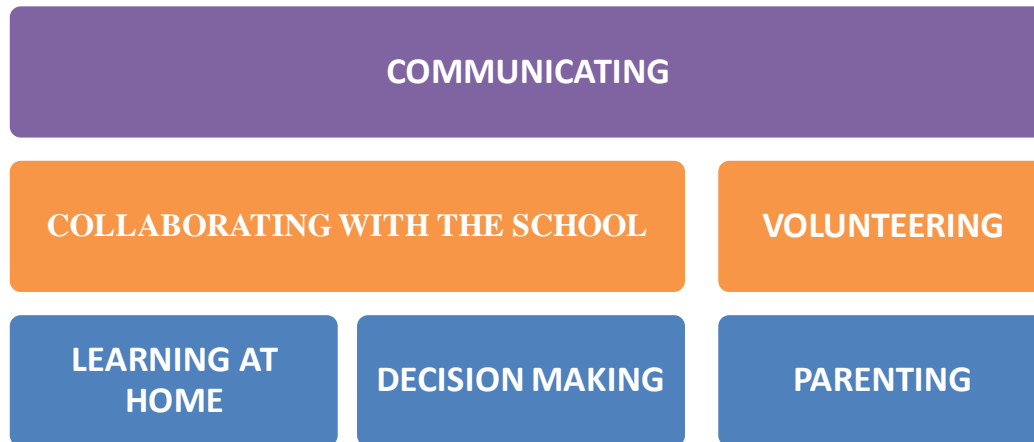 COMMUNICATING
COLLABORATING WITH THE SCHOOL
VOLUNTEERING
LEARNING AT
HOME
DECISION MAKING
PARENTING